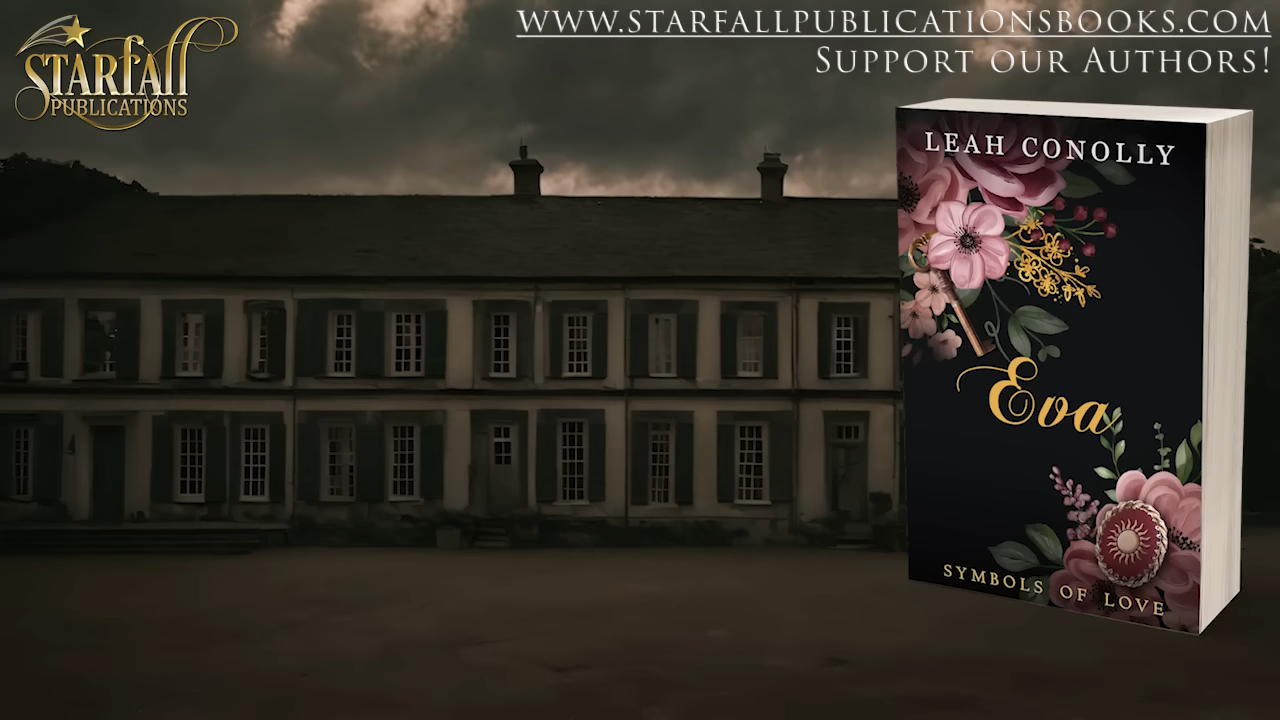 STARFALL
PUBLICATIONS
WWW.STARFALLPUBLICATIONSBOOKS.COM
SUPPORT OUR AUTHORS!
LEAH CONOLLY
Eva
SYMBOLS OF LOVE